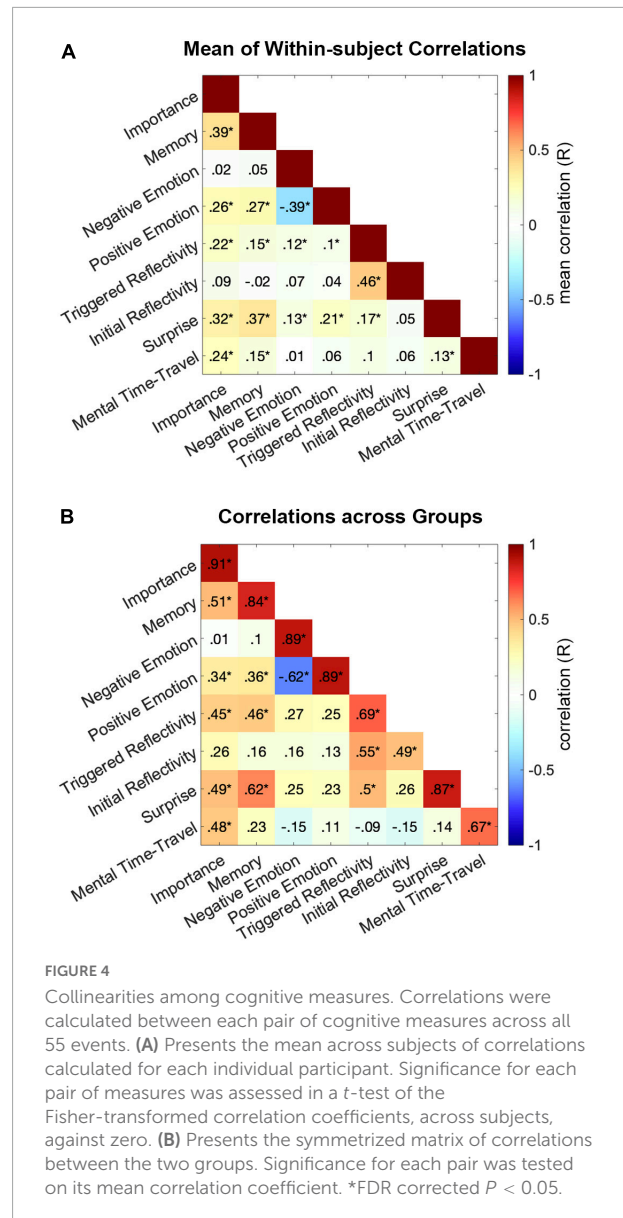 A
Mean of Within-subject Correlations
Importance
Memory .39*
Negative Emotion .02 .05
Positive Emotion .26* .27* -.39*
Triggered Reflectivity .22* .15* .12* .1*
Initial Reflectivity .09 -.02 .07 .04 .46*
Surprise .32* .37* .13* .21* .17* .05
Mental Time-Travel .24* .15* .01 .06 .1 .06 .13*
Importance
Memory
Negative Emotion
Positive Emotion
Triggered Reflectivity
Initial Reflectivity
Surprise
Mental Time-Travel
1
0.5
0
-0.5
-1
mean correlation (R)
B
Correlations across Groups
Importance .91*
Memory .51* .84*
Negative Emotion .01 .1 .89*
Positive Emotion .34* .36* -.62* .89*
Triggered Reflectivity .45* .46* .27 .25 .69*
Initial Reflectivity .26 .16 .16 .13 .55* .49*
Surprise .49* .62* .25 .23 .5* .26 .87*
Mental Time-Travel .48* .23 -.15 .11 -.09 -.15 .14 .67*
Importance
Memory
Negative Emotion
Positive Emotion
Triggered Reflectivity
Initial Reflectivity
Surprise
Mental Time-Travel
1
0.5
0
-0.5
-1
correlation (R)
FIGURE 4
Collinearities among cognitive measures. Correlations were
calculated between each pair of cognitive measures across all
55 events. (A) Presents the mean across subjects of correlations
calculated for each individual participant. Significance for each
pair of measures was assessed in a t-test of the
Fisher-transformed correlation coefficients, across subjects,
against zero. (B) Presents the symmetrized matrix of correlations
between the two groups. Significance for each pair was tested
on its mean correlation coefficient. *FDR corrected P < 0.05.